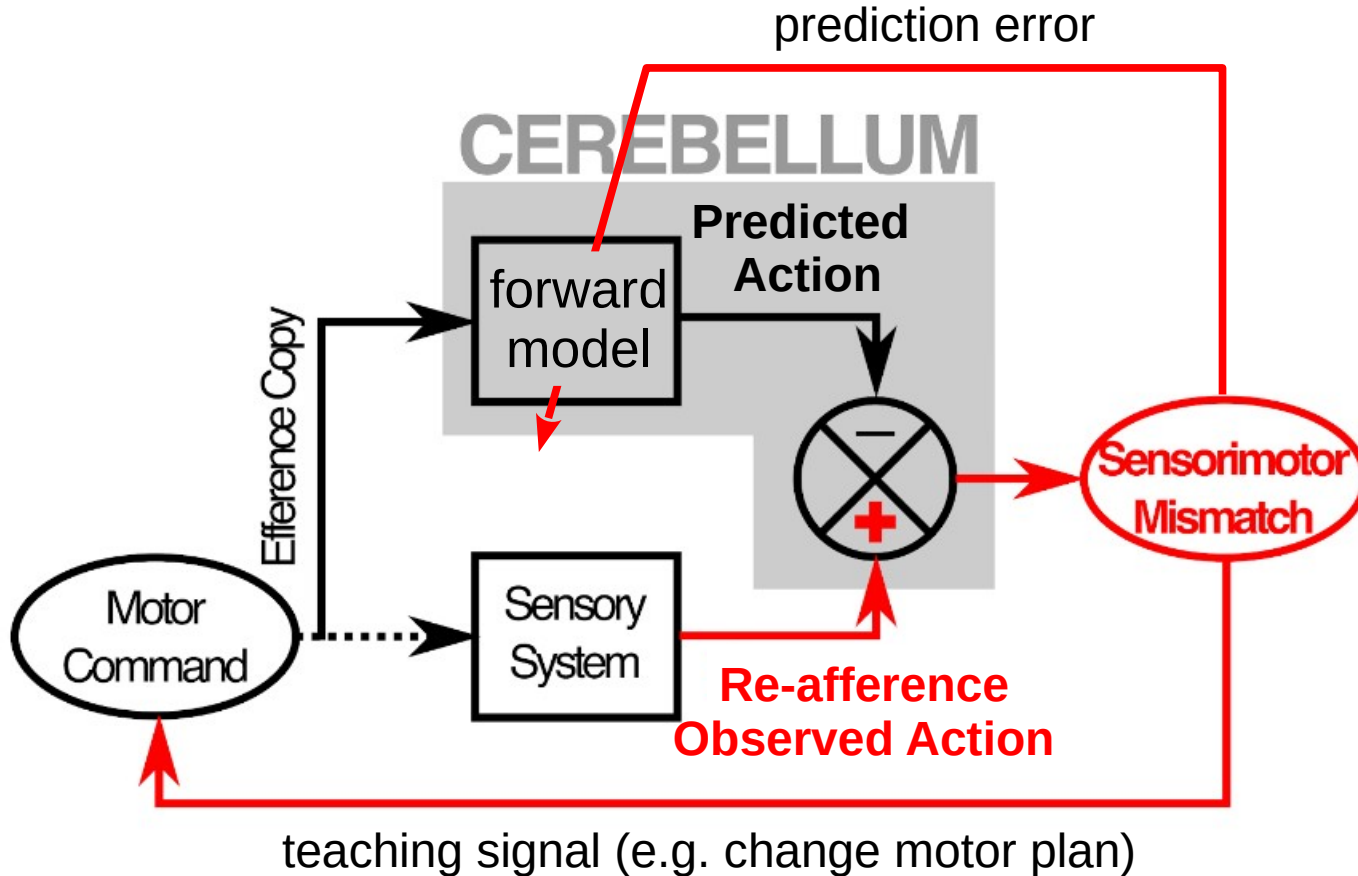 prediction error
CEREBELLUM
Predicted
Action
forward
model
Efference Copy
−
+
Sensorimotor
Mismatch
Motor
Command
Sensory
System
Re-afference
Observed Action
teaching signal (e.g. change motor plan)